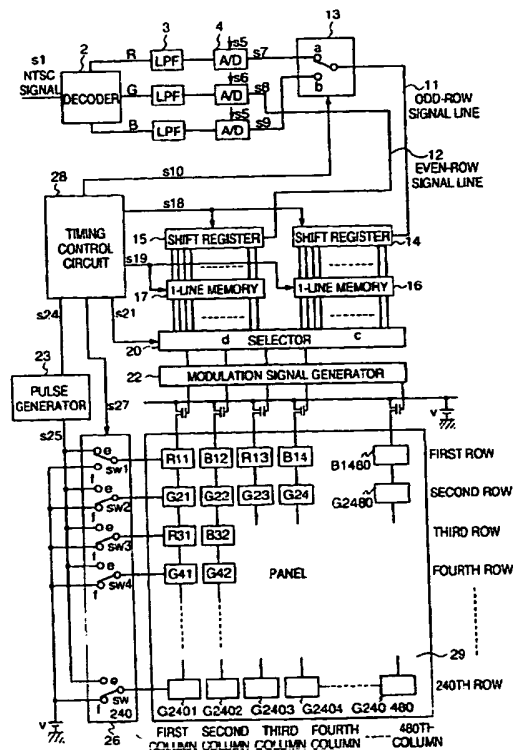 13
s1
NTSC
SIGNAL
2
DECODER
R
G
B
3
LPF
LPF
LPF
4
s5
A/D
s7
s6
A/D
s8
s5
A/D
s9
a
b
11
ODD-ROW
SIGNAL LINE
12
EVEN-ROW
SIGNAL LINE
s10
28
TIMING
CONTROL
CIRCUIT
s18
15
SHIFT REGISTER
SHIFT REGISTER
14
s19
17
1-LINE MEMORY
1-LINE MEMORY
16
s24
s21
20
d SELECTOR c
22
MODULATION SIGNAL GENERATOR
23
PULSE
GENERATOR
s27
s25
V
e
f
sw1
R11
B12
R13
B14
B1480
FIRST ROW
e
f
sw2
G21
G22
G23
G24
G2480
SECOND ROW
e
f
sw3
R31
B32
THIRD ROW
e
f
sw4
G41
G42
PANEL
FOURTH ROW
29
e
f
sw
240
240TH ROW
V
26
G2401
G2402
G2403
G2404
G240 480
FIRST
COLUMN
SECOND
COLUMN
THIRD
COLUMN
FOURTH
COLUMN
480TH
COLUMN